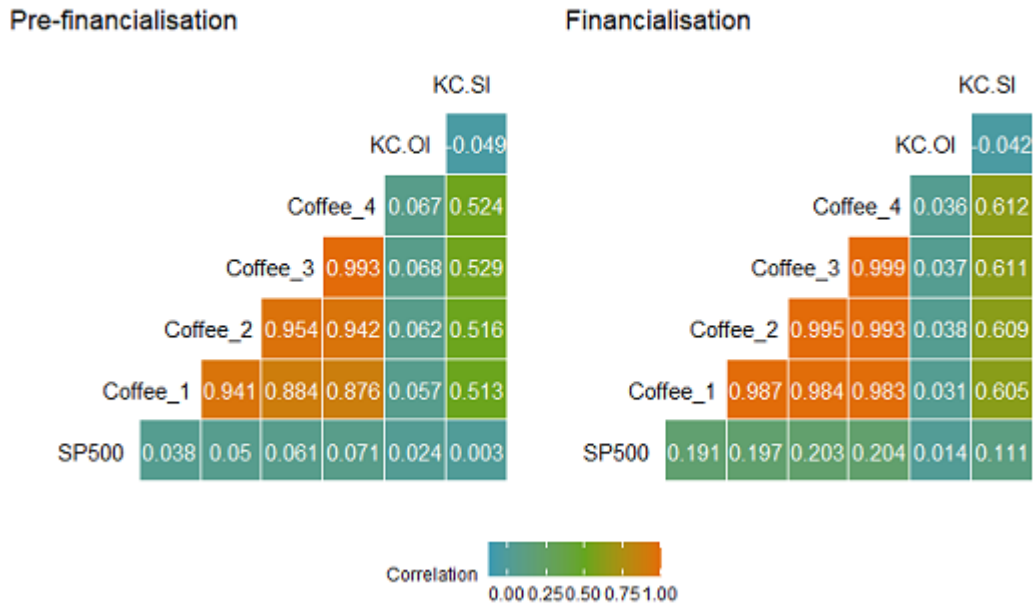 Pre-financialisation Financialisation
KC.SI KC.SI
KC.OI -0.049 KC.OI -0.042
Coffee_4 0.067 0.524 Coffee_4 0.036 0.612
Coffee_3 0.993 0.068 0.529 Coffee_3 0.999 0.037 0.611
Coffee_2 0.954 0.942 0.062 0.516 Coffee_2 0.995 0.993 0.038 0.609
Coffee_1 0.941 0.884 0.876 0.057 0.513 Coffee_1 0.987 0.984 0.983 0.031 0.605
SP500 0.038 0.05 0.061 0.071 0.024 0.003 SP500 0.191 0.197 0.203 0.204 0.014 0.111
Correlation
0.00 0.25 0.50 0.75 1.00